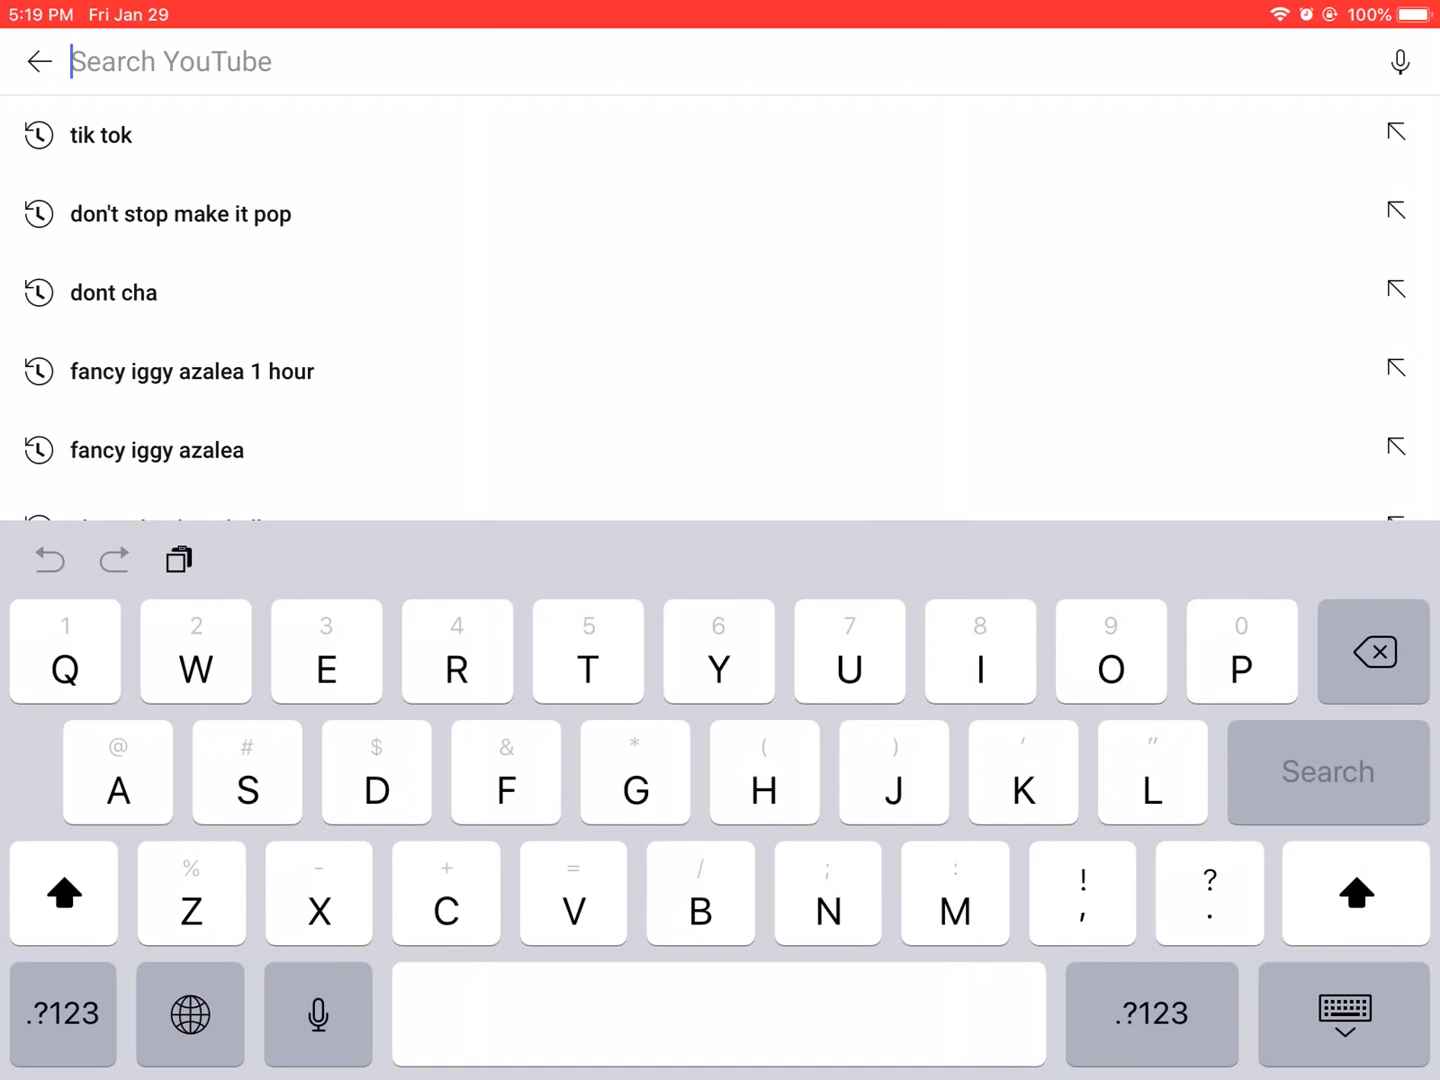 5:19 PM Fri Jan 29 100%
Search YouTube
tik tok
don't stop make it pop
dont cha
fancy iggy azalea 1 hour
fancy iggy azalea
1 2 3 4 5 6 7 8 9 0
Q W E R T Y U I O P
@ # $ & * ( ) ' "
A S D F G H J K L Search
% - + = / ; : ! ?
Z X C V B N M , .
.?123 .?123